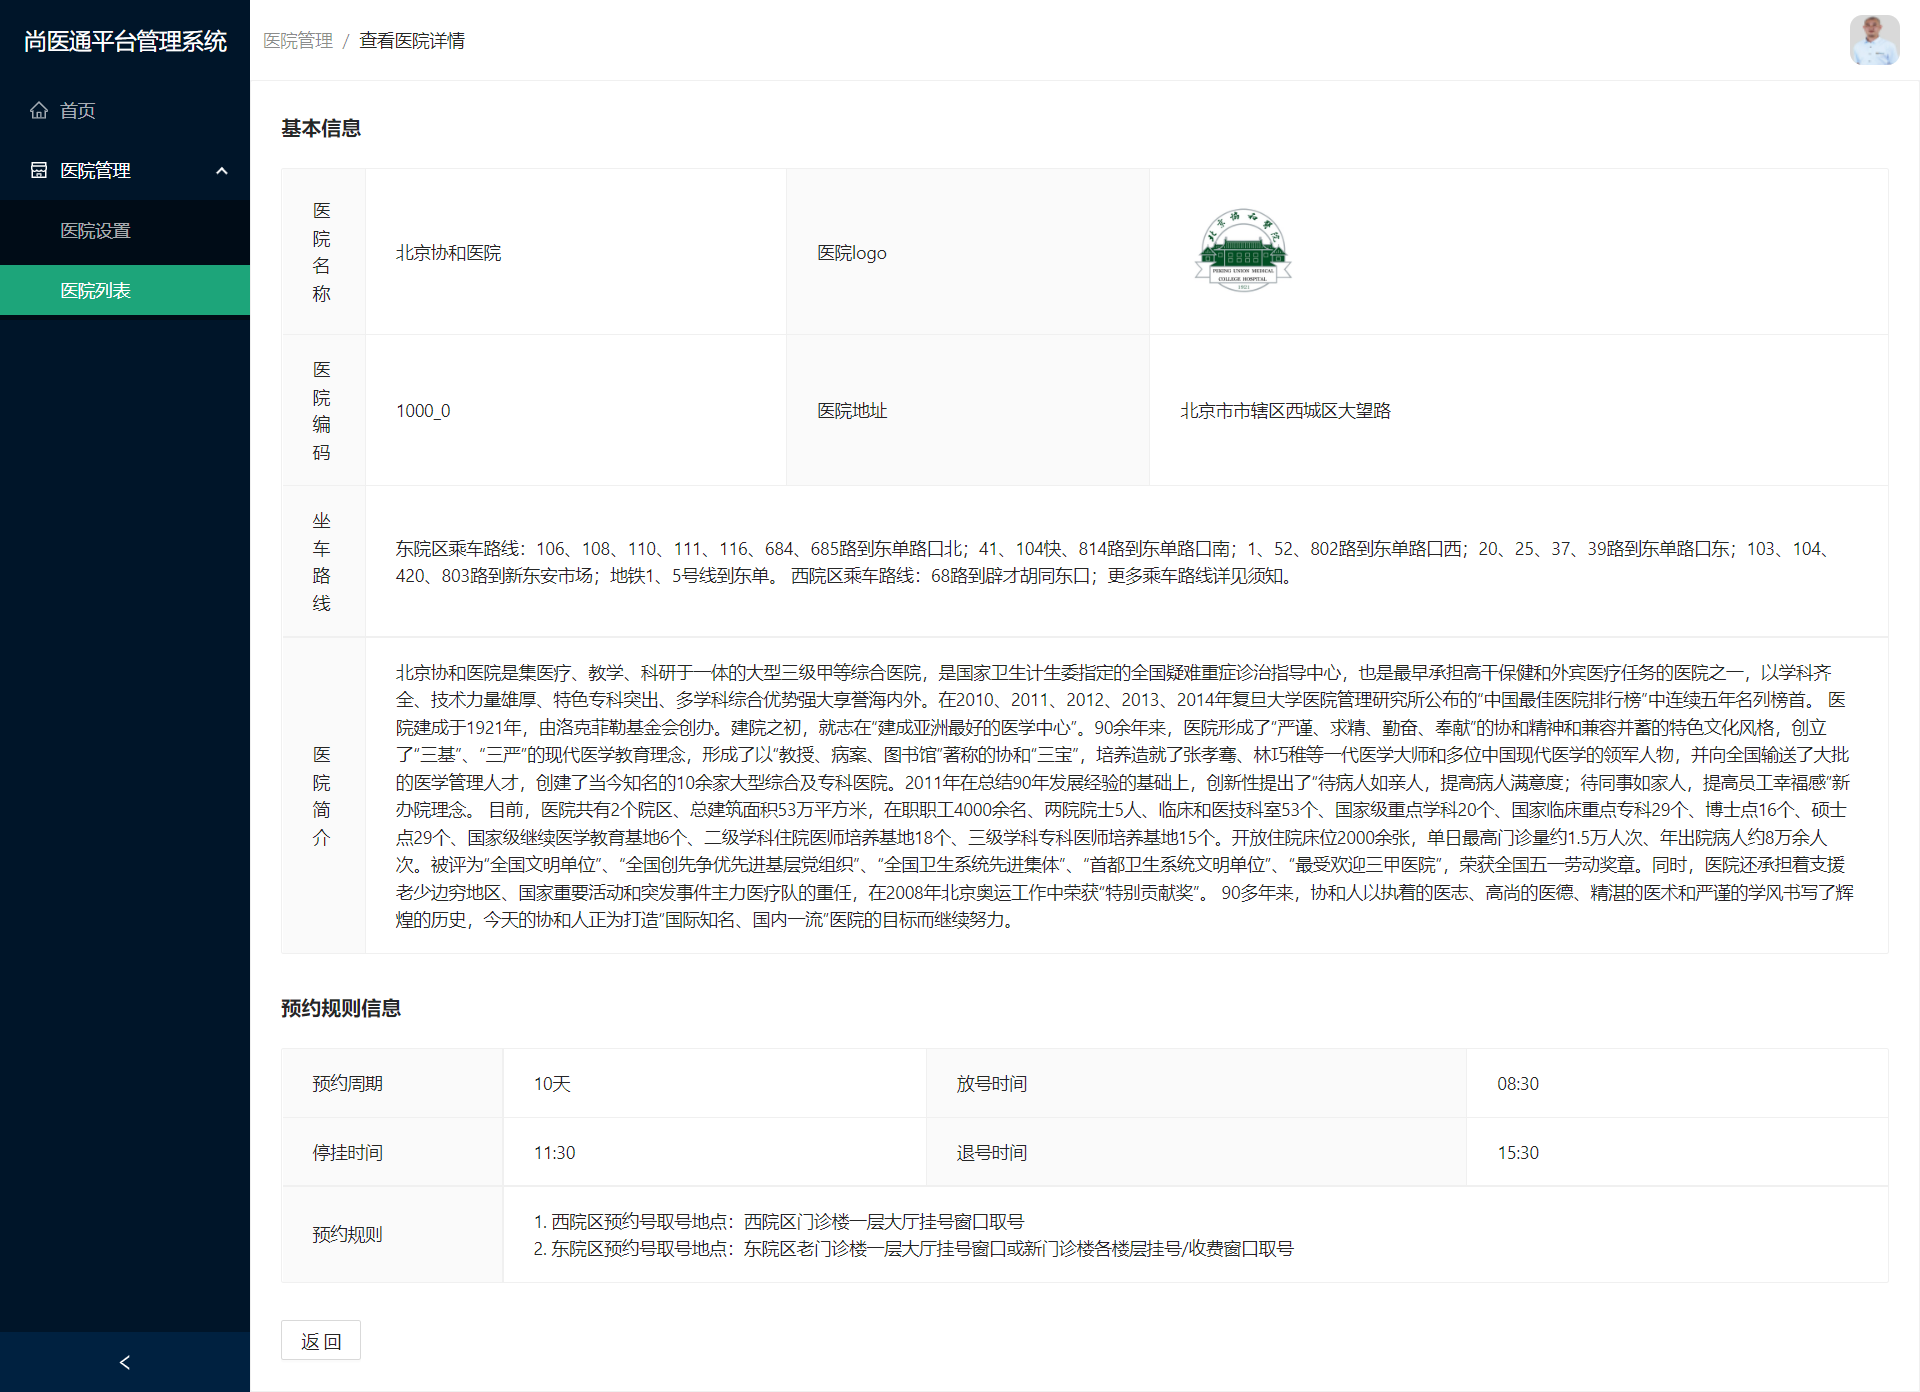 尚医通平台管理系统
医院管理 / 查看医院详情
首页
医院管理
医院设置
医院列表
基本信息
医院名称
北京协和医院
医院logo
北京协和医院
PEKING UNION MEDICAL
COLLEGE HOSPITAL
1921
医院编码
1000_0
医院地址
北京市市辖区西城区大望路
坐车路线
东院区乘车路线：106、108、110、111、116、684、685路到东单路口北；41、104快、814路到东单路口南；1、52、802路到东单路口西；20、25、37、39路到东单路口东；103、104、
420、803路到新东安市场；地铁1、5号线到东单。 西院区乘车路线：68路到辟才胡同东口；更多乘车路线详见须知。
医院简介
北京协和医院是集医疗、教学、科研于一体的大型三级甲等综合医院，是国家卫生计生委指定的全国疑难重症诊治指导中心，也是最早承担高干保健和外宾医疗任务的医院之一，以学科齐
全、技术力量雄厚、特色专科突出、多学科综合优势强大享誉海内外。在2010、2011、2012、2013、2014年复旦大学医院管理研究所公布的“中国最佳医院排行榜”中连续五年名列榜首。 医
院建成于1921年，由洛克菲勒基金会创办。建院之初，就志在“建成亚洲最好的医学中心”。90余年来，医院形成了“严谨、求精、勤奋、奉献”的协和精神和兼容并蓄的特色文化风格，创立
了“三基”、“三严”的现代医学教育理念，形成了以“教授、病案、图书馆”著称的协和“三宝”，培养造就了张孝骞、林巧稚等一代医学大师和多位中国现代医学的领军人物，并向全国输送了大批
的医学管理人才，创建了当今知名的10余家大型综合及专科医院。2011年在总结90年发展经验的基础上，创新性提出了“待病人如亲人，提高病人满意度；待同事如家人，提高员工幸福感”新
办院理念。 目前，医院共有2个院区、总建筑面积53万平方米，在职职工4000余名、两院院士5人、临床和医技科室53个、国家级重点学科20个、国家临床重点专科29个、博士点16个、硕士
点29个、国家级继续医学教育基地6个、二级学科住院医师培养基地18个、三级学科专科医师培养基地15个。开放住院床位2000余张，单日最高门诊量约1.5万人次、年出院病人约8万余人
次。被评为“全国文明单位”、“全国创先争优先进基层党组织”、“全国卫生系统先进集体”、“首都卫生系统文明单位”、“最受欢迎三甲医院”，荣获全国五一劳动奖章。同时，医院还承担着支援
老少边穷地区、国家重要活动和突发事件主力医疗队的重任，在2008年北京奥运工作中荣获“特别贡献奖”。 90多年来，协和人以执着的医志、高尚的医德、精湛的医术和严谨的学风书写了辉
煌的历史，今天的协和人正为打造“国际知名、国内一流”医院的目标而继续努力。
预约规则信息
预约周期
10天
放号时间
08:30
停挂时间
11:30
退号时间
15:30
预约规则
1. 西院区预约号取号地点：西院区门诊楼一层大厅挂号窗口取号
2. 东院区预约号取号地点：东院区老门诊楼一层大厅挂号窗口或新门诊楼各楼层挂号/收费窗口取号
返 回